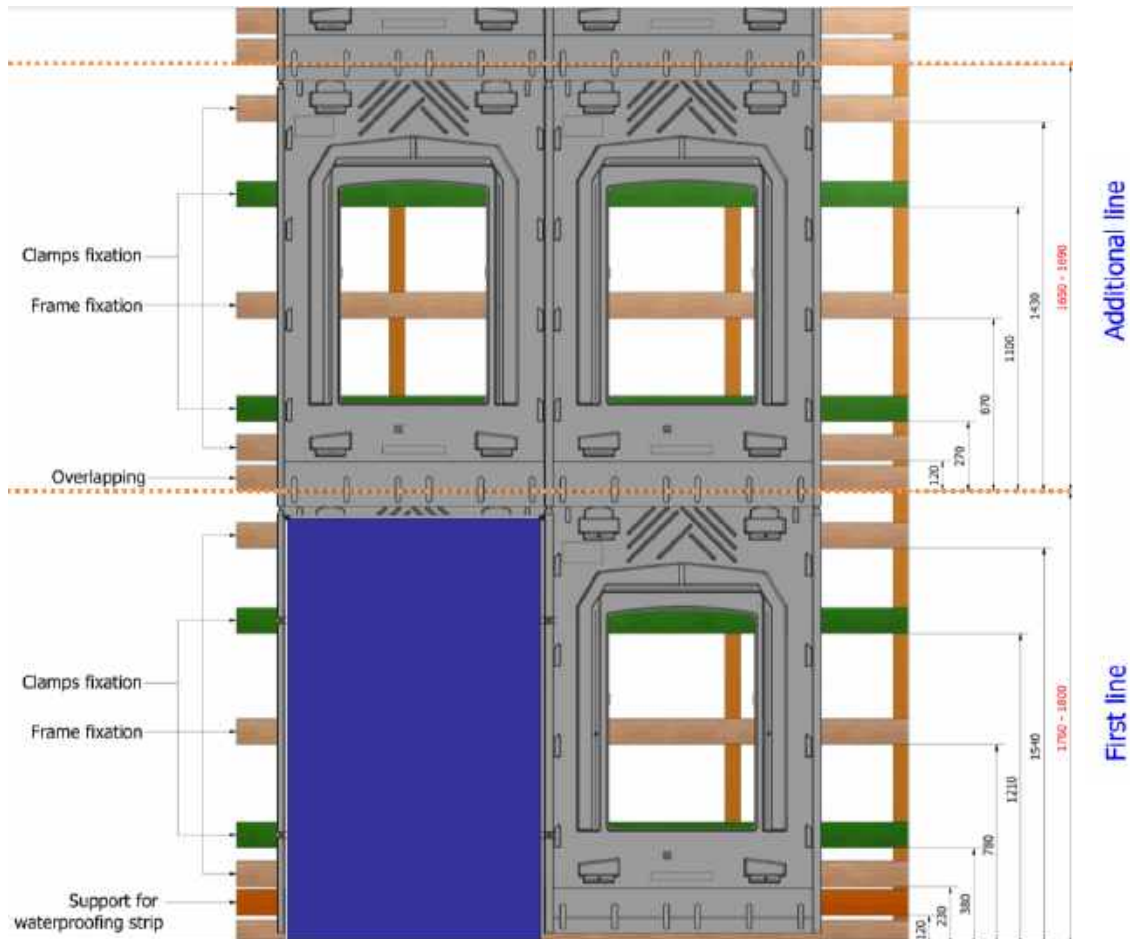 Clamps fixation
Frame fixation
Overlapping
120
270
670
1100
1430
1650 - 1690
Additional line
Clamps fixation
Frame fixation
Support for
waterproofing strip
120
230
380
780
1210
1540
1760 - 1800
First line